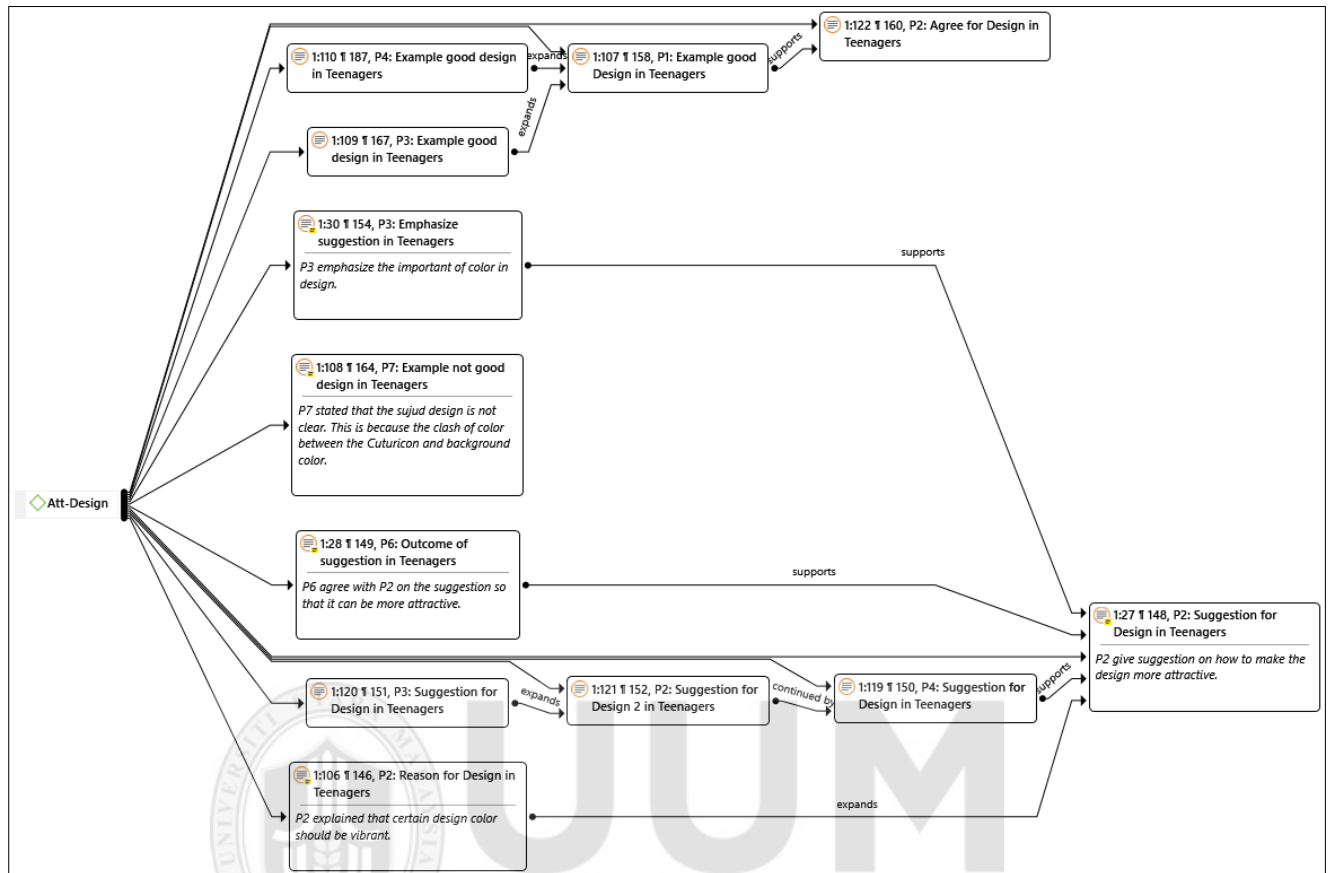 1:122 ¶ 160, P2: Agree for Design in
Teenagers
1:110 ¶ 187, P4: Example good design
in Teenagers
expands
1:107 ¶ 158, P1: Example good
Design in Teenagers
supports
1:109 ¶ 167, P3: Example good
design in Teenagers
expands
1:30 ¶ 154, P3: Emphasize
suggestion in Teenagers
P3 emphasize the important of color in
design.
supports
1:108 ¶ 164, P7: Example not good
design in Teenagers
P7 stated that the sujud design is not
clear. This is because the clash of color
between the Cuturicon and background
color.
Att-Design
1:28 ¶ 149, P6: Outcome of
suggestion in Teenagers
P6 agree with P2 on the suggestion so
that it can be more attractive.
supports
1:27 ¶ 148, P2: Suggestion for
Design in Teenagers
P2 give suggestion on how to make the
design more attractive.
1:120 ¶ 151, P3: Suggestion for
Design in Teenagers
expands
1:121 ¶ 152, P2: Suggestion for
Design 2 in Teenagers
continued by
1:119 ¶ 150, P4: Suggestion for
Design in Teenagers
supports
1:106 ¶ 146, P2: Reason for Design in
Teenagers
P2 explained that certain design color
should be vibrant.
expands
UUM